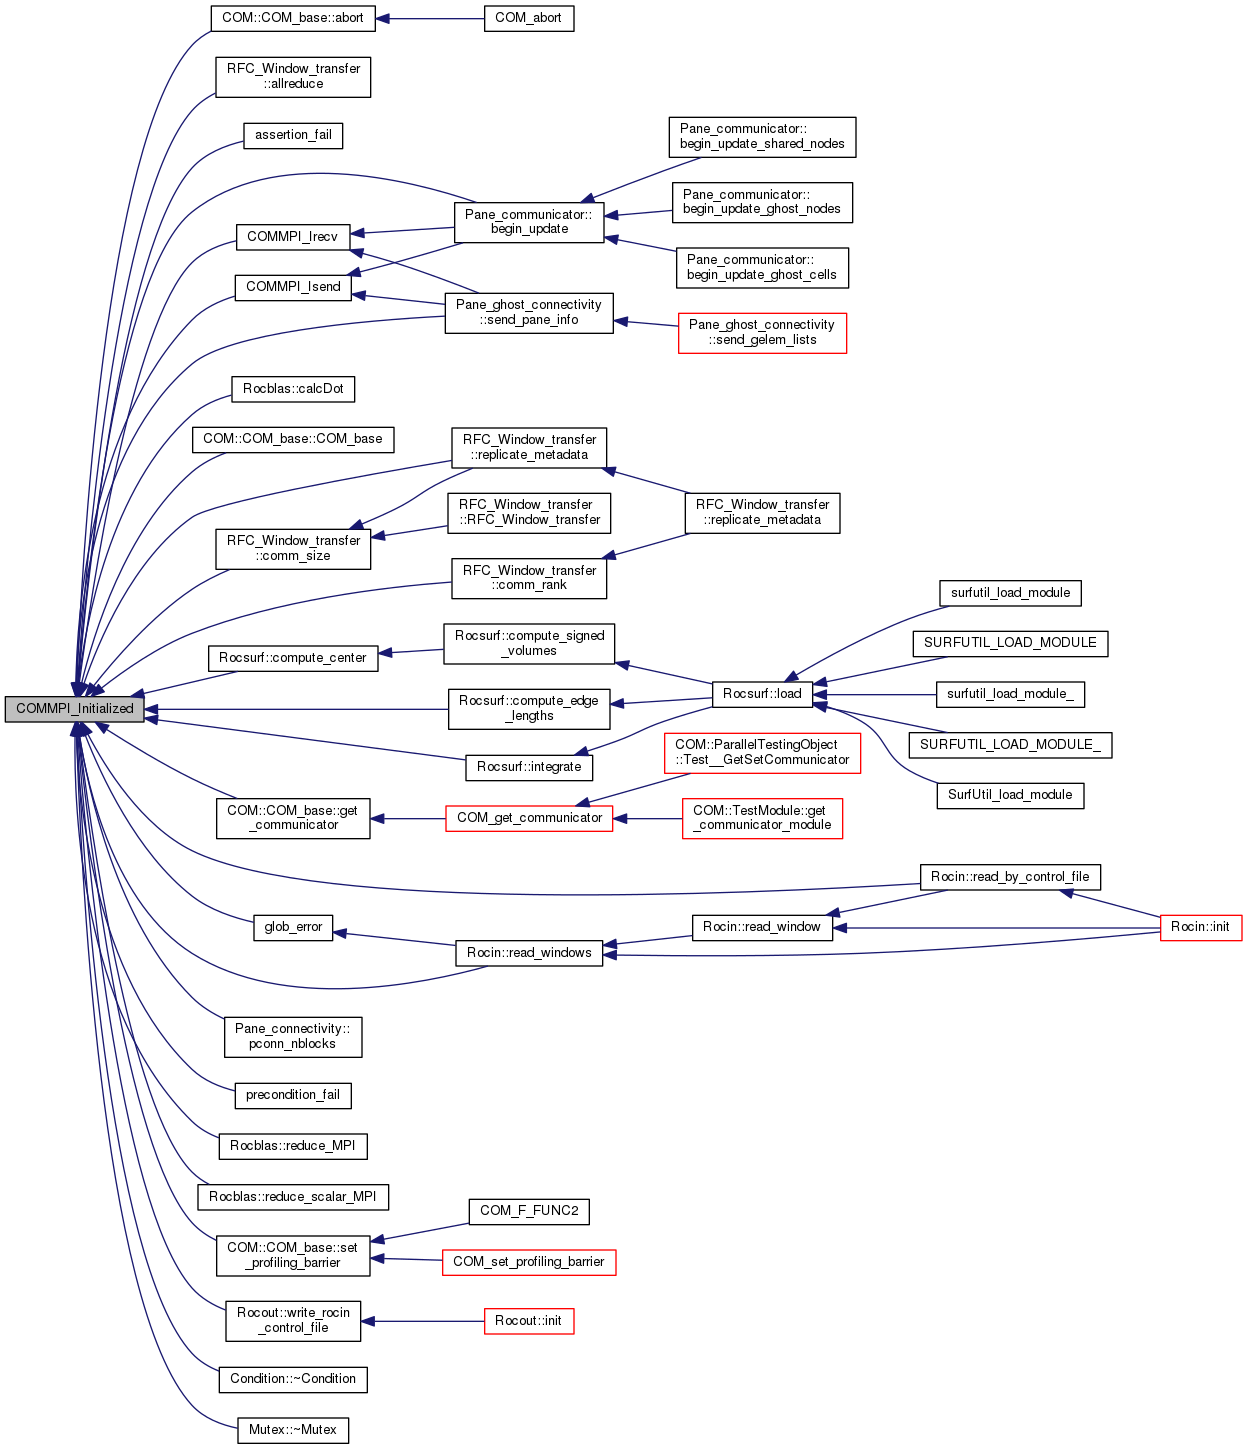 COM::COM_base::abort
COM_abort
RFC_Window_transfer
::allreduce
assertion_fail
Pane_communicator::
begin_update_shared_nodes
Pane_communicator::
begin_update_ghost_nodes
Pane_communicator::
begin_update
COMMPI_Irecv
Pane_communicator::
begin_update_ghost_cells
COMMPI_Isend
Pane_ghost_connectivity
::send_pane_info
Pane_ghost_connectivity
::send_gelem_lists
Rocblas::calcDot
COM::COM_base::COM_base
RFC_Window_transfer
::replicate_metadata
RFC_Window_transfer
::RFC_Window_transfer
RFC_Window_transfer
::replicate_metadata
RFC_Window_transfer
::comm_size
RFC_Window_transfer
::comm_rank
surfutil_load_module
Rocsurf::compute_signed
_volumes
SURFUTIL_LOAD_MODULE
Rocsurf::compute_center
Rocsurf::load
surfutil_load_module_
COMMPI_Initialized
Rocsurf::compute_edge
_lengths
SURFUTIL_LOAD_MODULE_
Rocsurf::integrate
COM::ParallelTestingObject
::Test__GetSetCommunicator
SurfUtil_load_module
COM::COM_base::get
_communicator
COM_get_communicator
COM::TestModule::get
_communicator_module
Rocin::read_by_control_file
glob_error
Rocin::read_window
Rocin::init
Rocin::read_windows
Pane_connectivity::
pconn_nblocks
precondition_fail
Rocblas::reduce_MPI
Rocblas::reduce_scalar_MPI
COM_F_FUNC2
COM::COM_base::set
_profiling_barrier
COM_set_profiling_barrier
Rocout::write_rocin
_control_file
Rocout::init
Condition::~Condition
Mutex::~Mutex